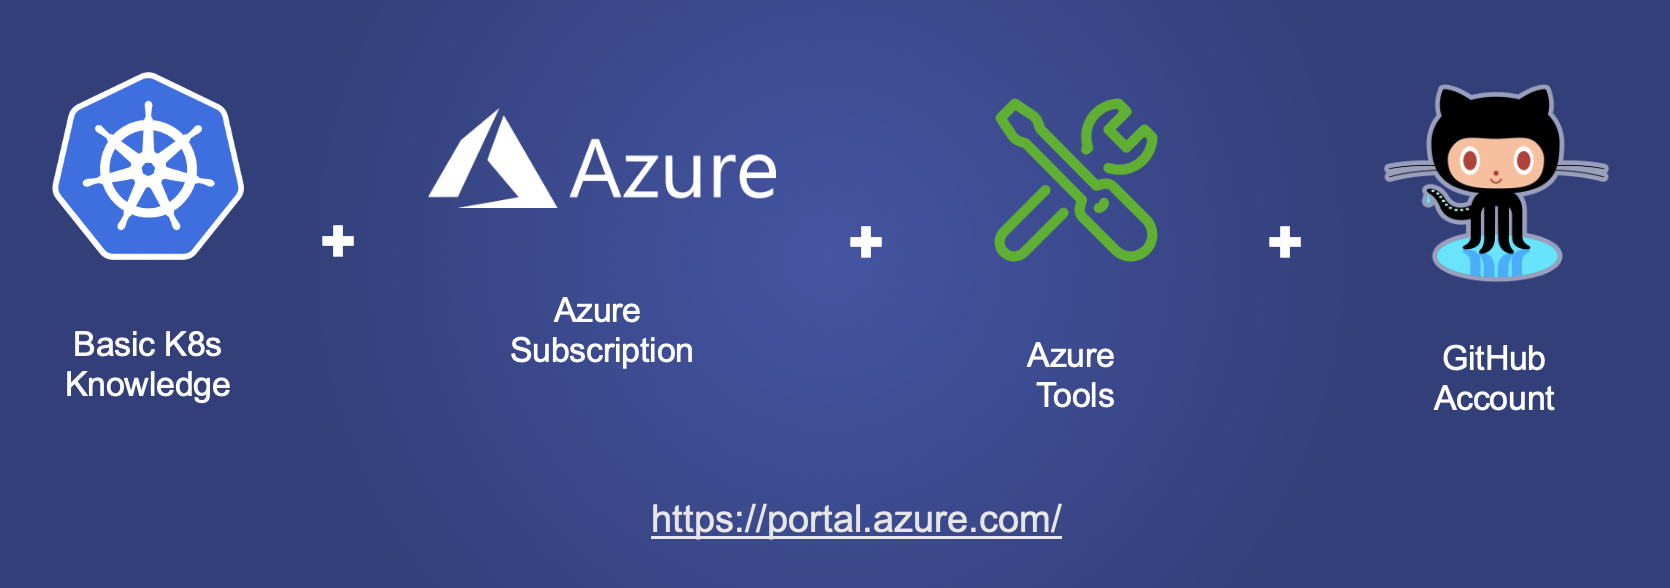 Azure
Basic K8s
Knowledge
Azure
Subscription
Azure
Tools
GitHub
Account
https://portal.azure.com/